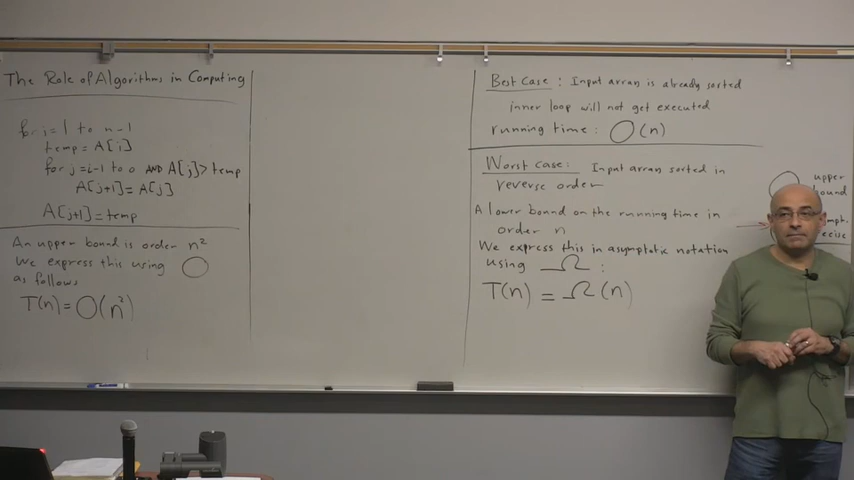 The Role of Algorithms in Computing
for i=1 to n-1
temp = A[i]
for j=i-1 to 0 AND A[j]> temp
A[j+1]= A[j]
A[j+1]=temp
An upper bound is order n²
We express this using O
as follows
T(n)= O(n²)
Best Case: Input array is already sorted
inner loop will not get executed
running time: O(n)
Worst Case: Input array sorted in
reverse order
A lower bound on the running time in
order n
We express this in asymptotic notation
using Ω:
T(n) = Ω(n)
upper